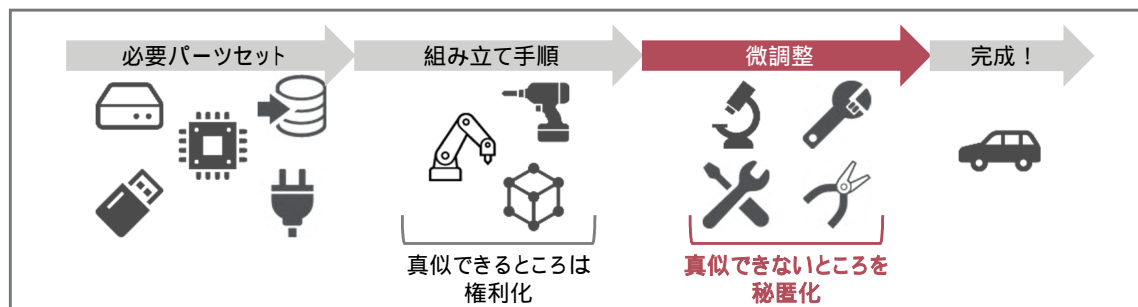 必要パーツセット
組み立て手順
微調整
完成！
真似できるところは
権利化
真似できないところを
秘匿化